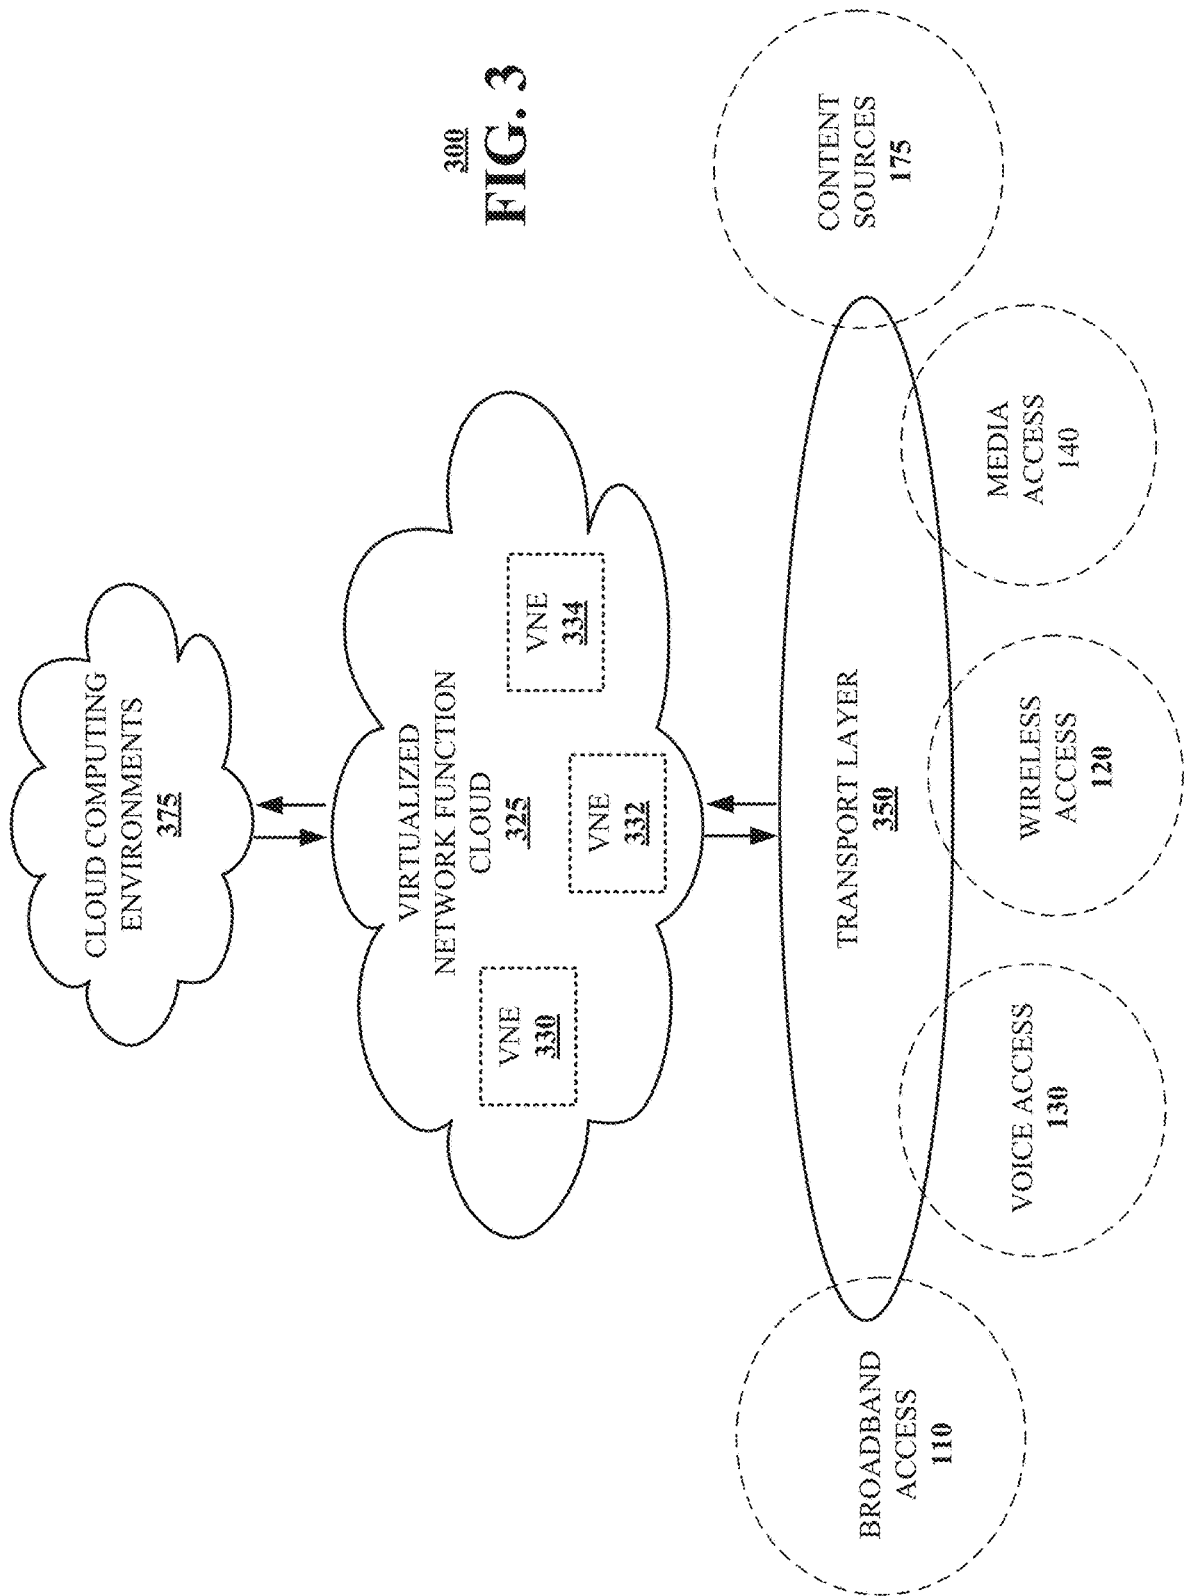 CLOUD COMPUTING
ENVIRONMENTS
375
VIRTUALIZED
NETWORK FUNCTION
CLOUD
325
VNE
330
VNE
332
VNE
334
TRANSPORT LAYER
350
BROADBAND
ACCESS
110
VOICE ACCESS
130
WIRELESS
ACCESS
120
MEDIA
ACCESS
140
CONTENT
SOURCES
175
300
FIG. 3